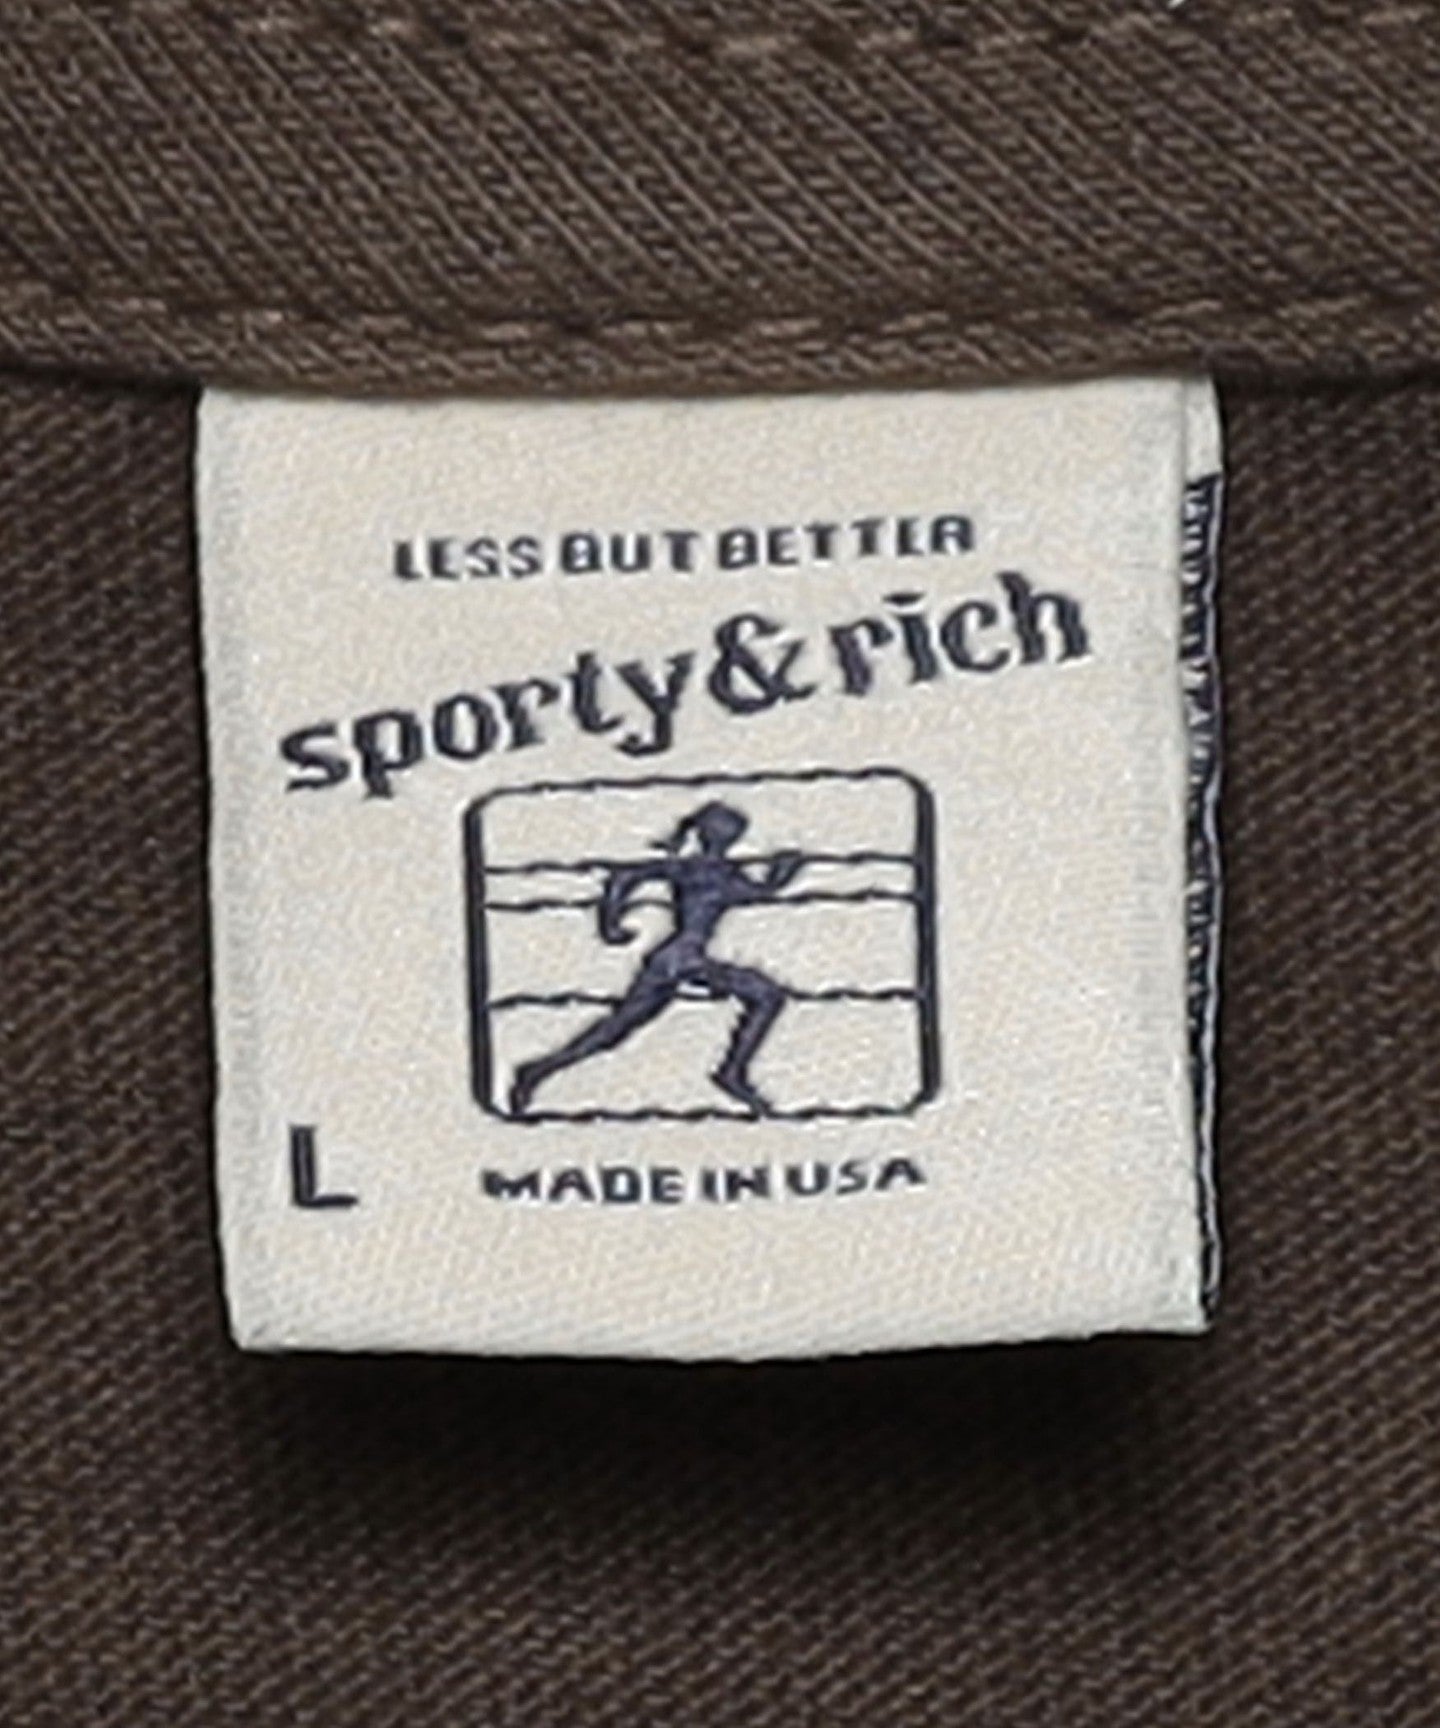 LESS BUT BETTER
sporty & rich
L
MADE IN USA